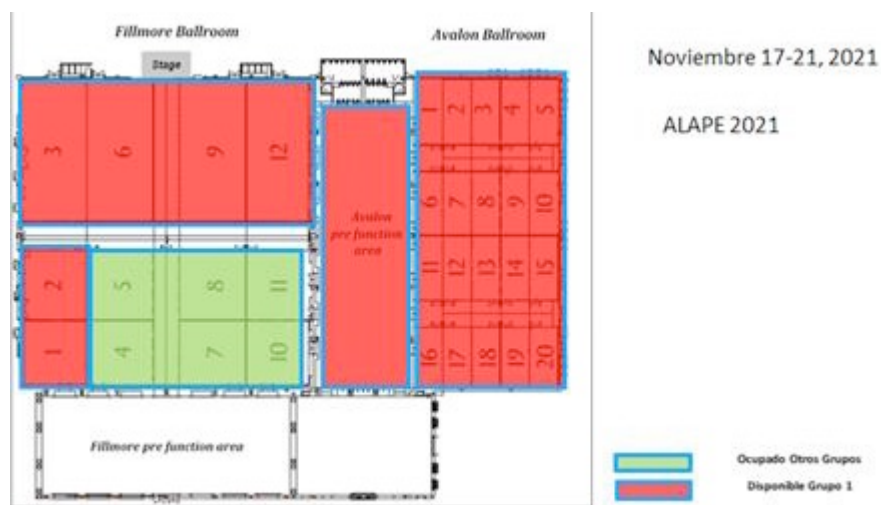 Fillmore Ballroom
Avalon Ballroom
Noviembre 17-21, 2021
ALAPE 2021
Stage
3
6
9
12
1
2
3
4
5
6
7
8
9
10
11
12
13
14
15
16
17
18
19
20
Avalon
pre function
area
2
5
8
11
1
4
7
10
Fillmore pre function area
Ocupado Otros Grupos
Disponible Grupo 1